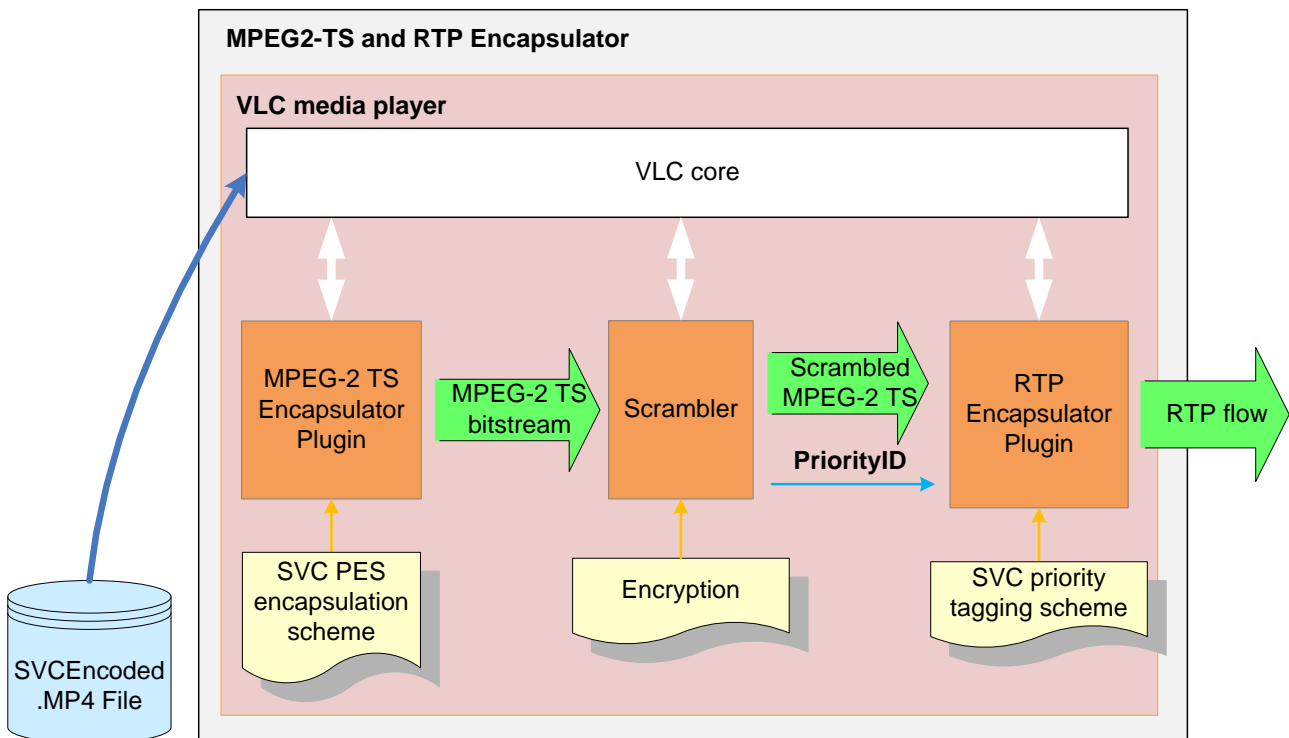 MPEG2-TS and RTP Encapsulator
VLC media player
VLC core
MPEG-2 TS
Encapsulator
Plugin
MPEG-2 TS
bitstream
Scrambler
Scrambled
MPEG-2 TS
PriorityID
RTP
Encapsulator
Plugin
RTP flow
SVC PES
encapsulation
scheme
Encryption
SVC priority
tagging scheme
SVCEncoded
.MP4 File